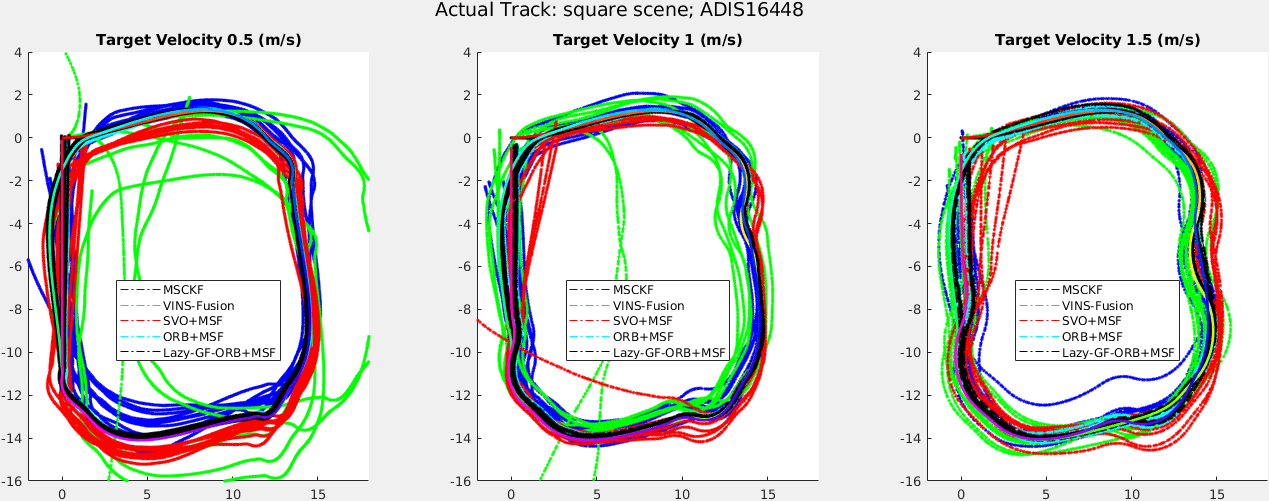 Actual Track: square scene; ADIS16448
Target Velocity 0.5 (m/s)
4
2
0
-2
-4
-6
-8
-10
-12
-14
-16
0
5
10
15
MSCKF
VINS-Fusion
SVO+MSF
ORB+MSF
Lazy-GF-ORB+MSF
Target Velocity 1 (m/s)
4
2
0
-2
-4
-6
-8
-10
-12
-14
-16
0
5
10
15
MSCKF
VINS-Fusion
SVO+MSF
ORB+MSF
Lazy-GF-ORB+MSF
Target Velocity 1.5 (m/s)
4
2
0
-2
-4
-6
-8
-10
-12
-14
-16
0
5
10
15
MSCKF
VINS-Fusion
SVO+MSF
ORB+MSF
Lazy-GF-ORB+MSF